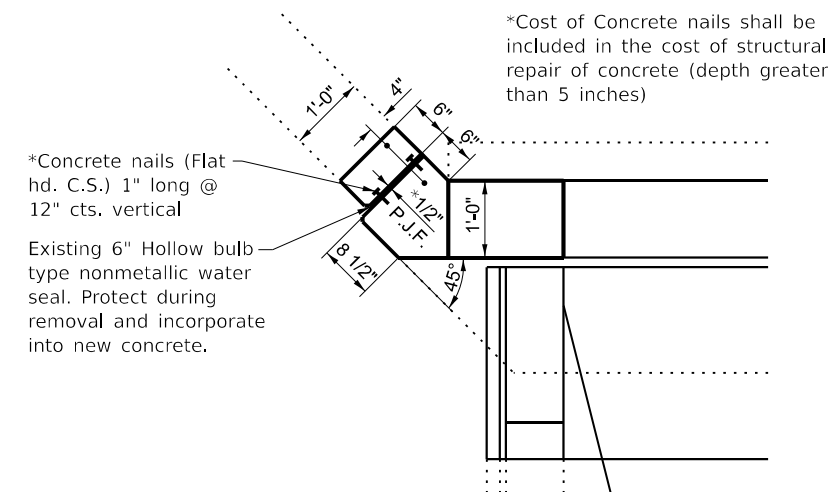 *Cost of Concrete nails shall be
included in the cost of structural
repair of concrete (depth greater
than 5 inches)
1'-0"
4"
6"
6"
*Concrete nails (Flat
hd. C.S.) 1" long @
12" cts. vertical
*1/2"
P.J.F.
1'-0"
Existing 6" Hollow bulb
type nonmetallic water
seal. Protect during
removal and incorporate
into new concrete.
8 1/2"
45°